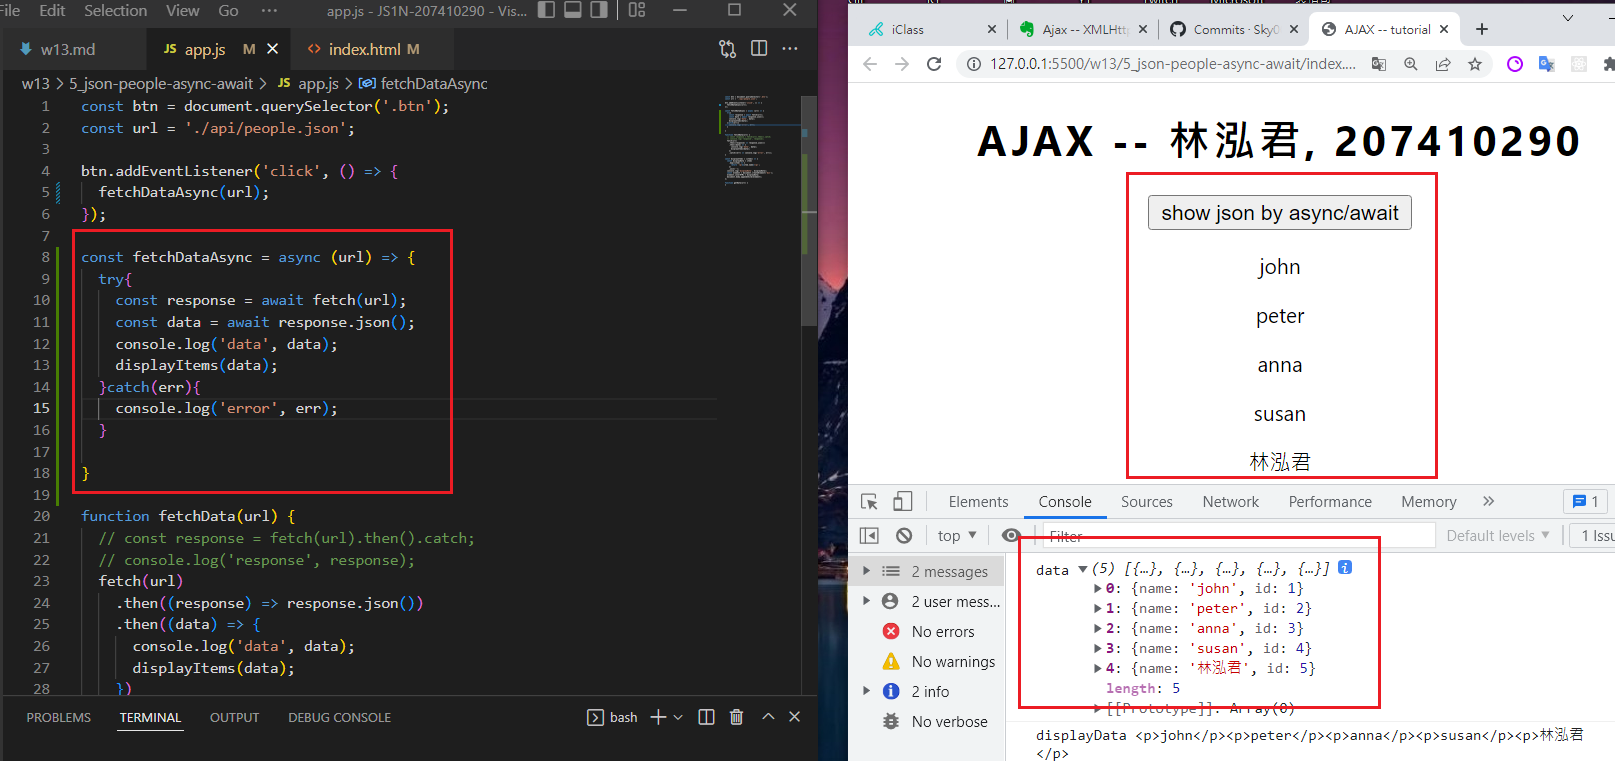 File Edit Selection View Go ··· app.js - JS1N-207410290 - Vis...
w13.md
JS app.js M
<> index.html M
w13 > 5_json-people-async-await > JS app.js > fetchDataAsync
1 const btn = document.querySelector('.btn');
2 const url = './api/people.json';
3
4 btn.addEventListener('click', () => {
5 fetchDataAsync(url);
6 });
7
8 const fetchDataAsync = async (url) => {
9 try{
10 const response = await fetch(url);
11 const data = await response.json();
12 console.log('data', data);
13 displayItems(data);
14 }catch(err){
15 console.log('error', err);
16 }
17
18 }
19
20 function fetchData(url) {
21 // const response = fetch(url).then().catch;
22 // console.log('response', response);
23 fetch(url)
24 .then((response) => response.json())
25 .then((data) => {
26 console.log('data', data);
27 displayItems(data);
28 })
PROBLEMS TERMINAL OUTPUT DEBUG CONSOLE
bash
iClass
Ajax -- XMLHtt
Commits · Sky0
AJAX -- tutorial
127.0.0.1:5500/w13/5_json-people-async-await/index....
AJAX -- 林泓君, 207410290
show json by async/await
john
peter
anna
susan
林泓君
Elements Console Sources Network Performance Memory » 1
top Filter Default levels 1 Issu
2 messages
2 user mess...
No errors
No warnings
2 info
No verbose
data (5) [{…}, {…}, {…}, {…}, {…}]
0: {name: 'john', id: 1}
1: {name: 'peter', id: 2}
2: {name: 'anna', id: 3}
3: {name: 'susan', id: 4}
4: {name: '林泓君', id: 5}
length: 5
[[Prototype]]: Array(0)
displayData <p>john</p><p>peter</p><p>anna</p><p>susan</p><p>林泓君
</p>